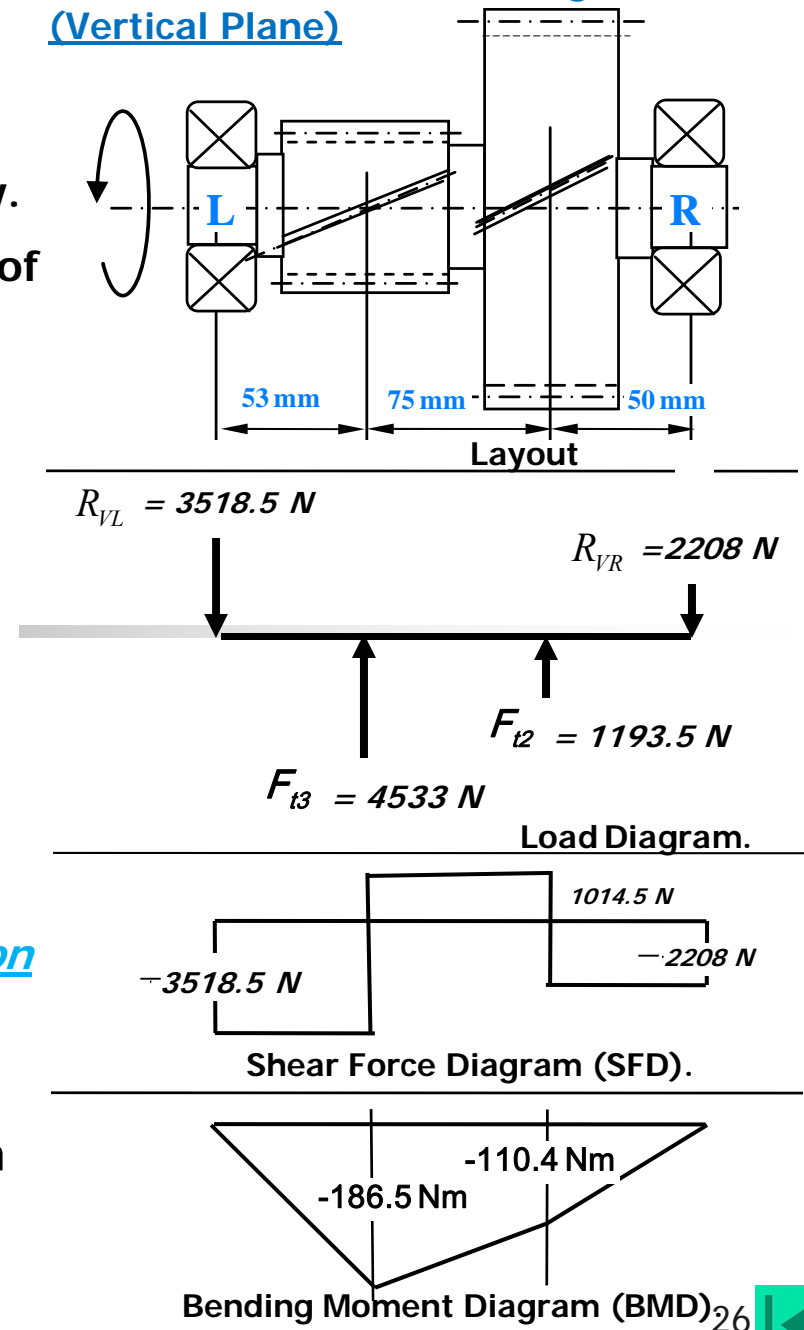 (Vertical Plane)
of
L
R
53 mm
75 mm
50 mm
Layout
R_VL = 3518.5 N
R_VR =2208 N
F_t2 = 1193.5 N
F_t3 = 4533 N
Load Diagram.
1014.5 N
on
−2208 N
−3518.5 N
Shear Force Diagram (SFD).
-110.4 Nm
-186.5 Nm
Bending Moment Diagram (BMD).
26